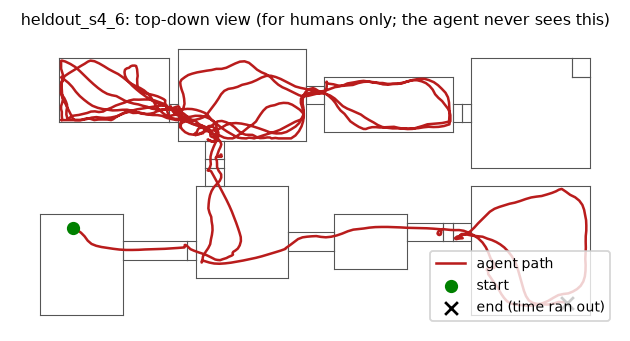 heldout_s4_6: top-down view (for humans only; the agent never sees this)
agent path
start
end (time ran out)